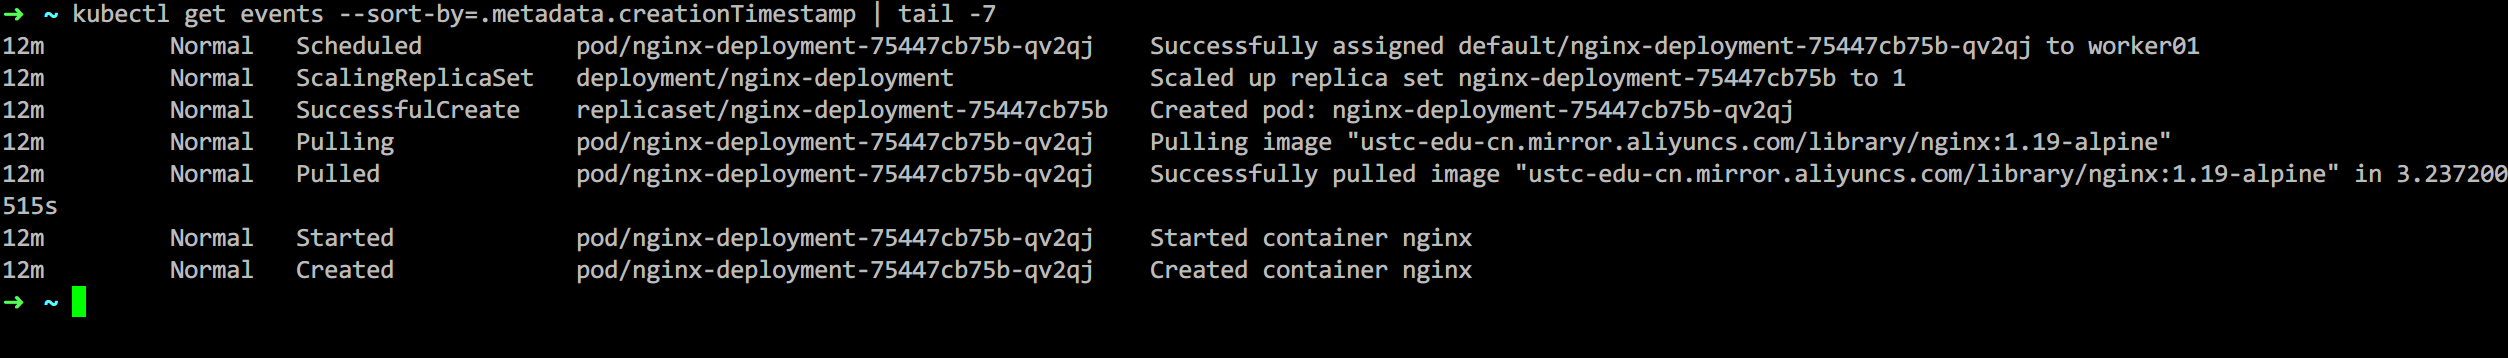 ➜ ~ kubectl get events --sort-by=.metadata.creationTimestamp | tail -7
12m         Normal   Scheduled           pod/nginx-deployment-75447cb75b-qv2qj    Successfully assigned default/nginx-deployment-75447cb75b-qv2qj to worker01
12m         Normal   ScalingReplicaSet   deployment/nginx-deployment              Scaled up replica set nginx-deployment-75447cb75b to 1
12m         Normal   SuccessfulCreate    replicaset/nginx-deployment-75447cb75b   Created pod: nginx-deployment-75447cb75b-qv2qj
12m         Normal   Pulling             pod/nginx-deployment-75447cb75b-qv2qj    Pulling image "ustc-edu-cn.mirror.aliyuncs.com/library/nginx:1.19-alpine"
12m         Normal   Pulled              pod/nginx-deployment-75447cb75b-qv2qj    Successfully pulled image "ustc-edu-cn.mirror.aliyuncs.com/library/nginx:1.19-alpine" in 3.237200
515s
12m         Normal   Started             pod/nginx-deployment-75447cb75b-qv2qj    Started container nginx
12m         Normal   Created             pod/nginx-deployment-75447cb75b-qv2qj    Created container nginx
➜ ~